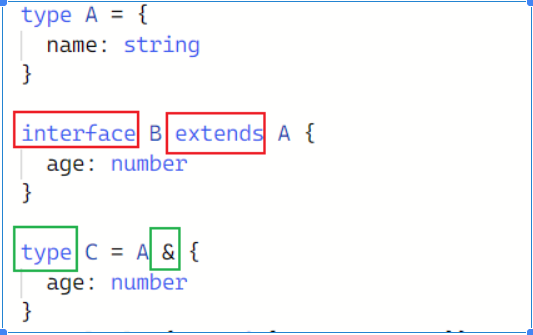 type A = {
  name: string
}
interface B extends A {
  age: number
}
type C = A & {
  age: number
}